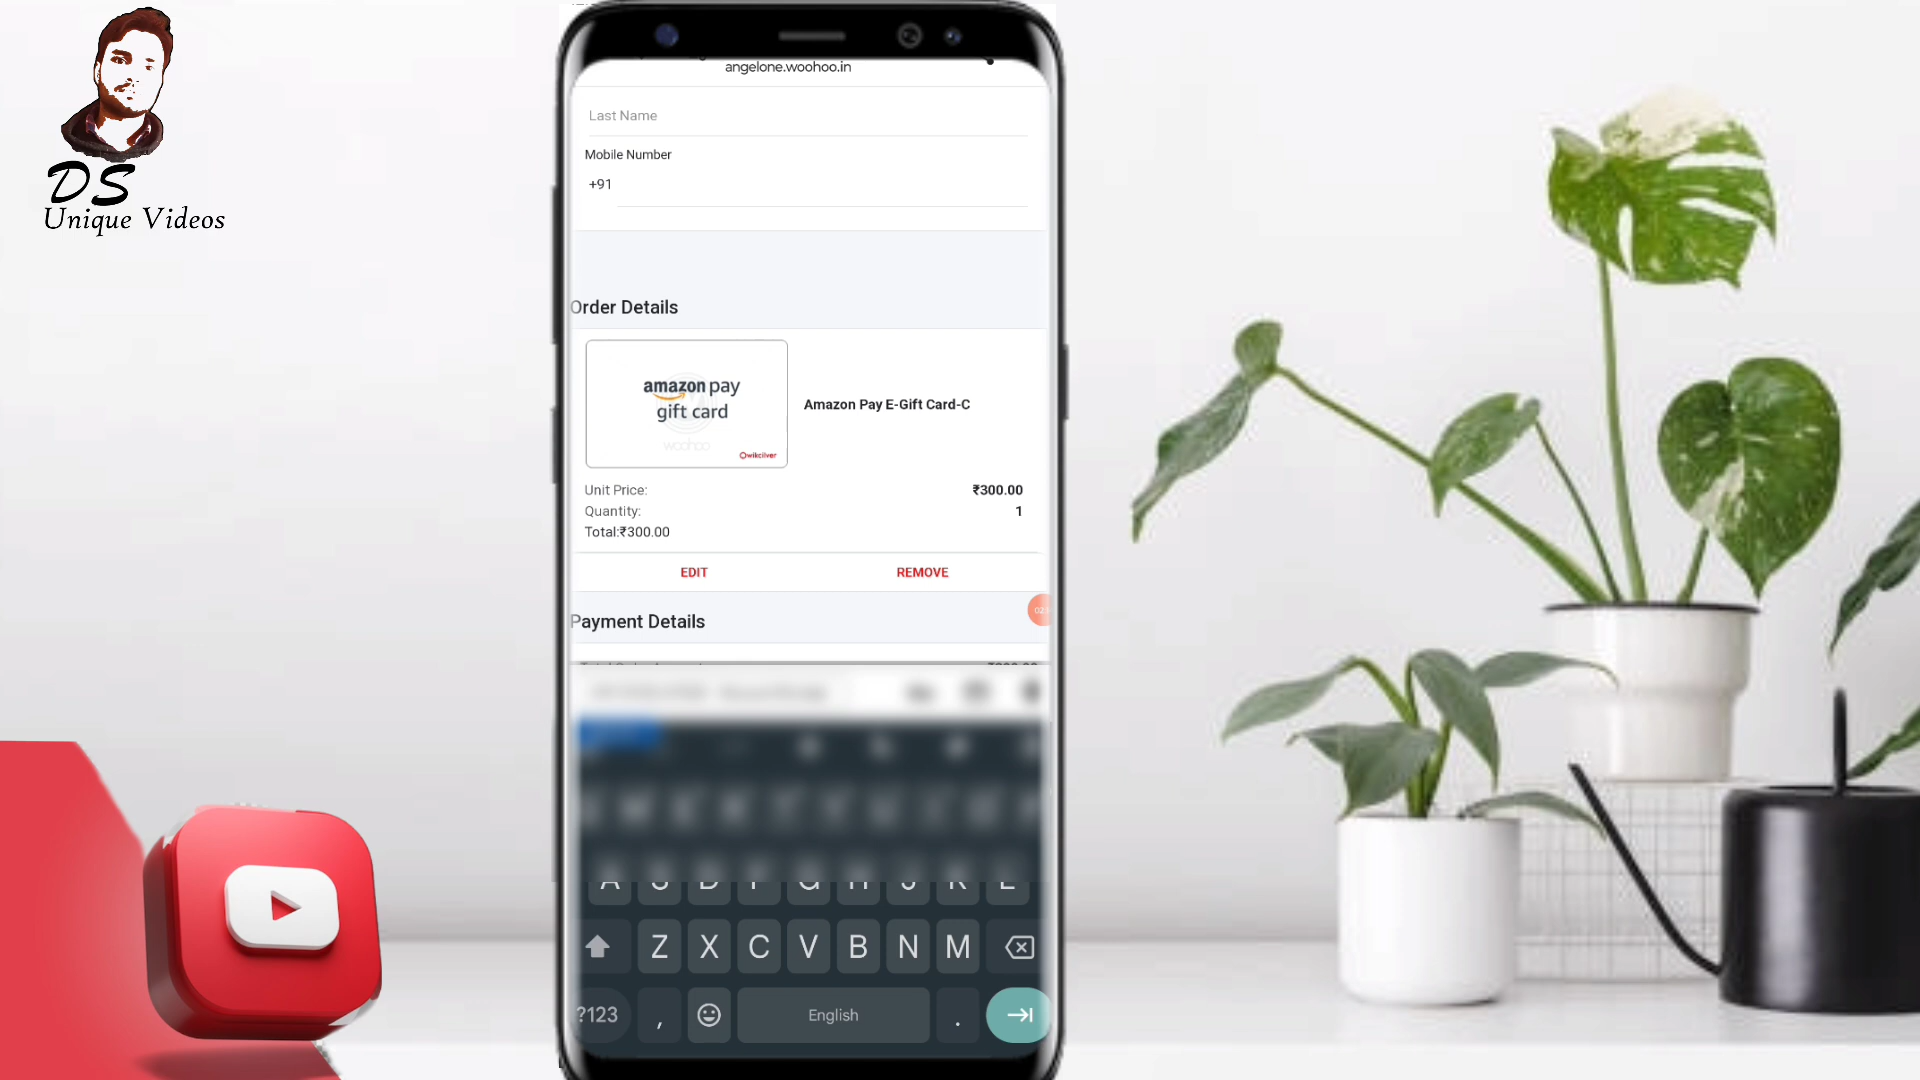 DS
Unique Videos
angelone.woohoo.in
Last Name
Mobile Number
+91
Order Details
amazon pay
gift card
woohoo
Qwikcilver
Amazon Pay E-Gift Card-C
Unit Price: ₹300.00
Quantity: 1
Total:₹300.00
EDIT REMOVE
Payment Details
A S D F G H J K L
Z X C V B N M
?123 , English .